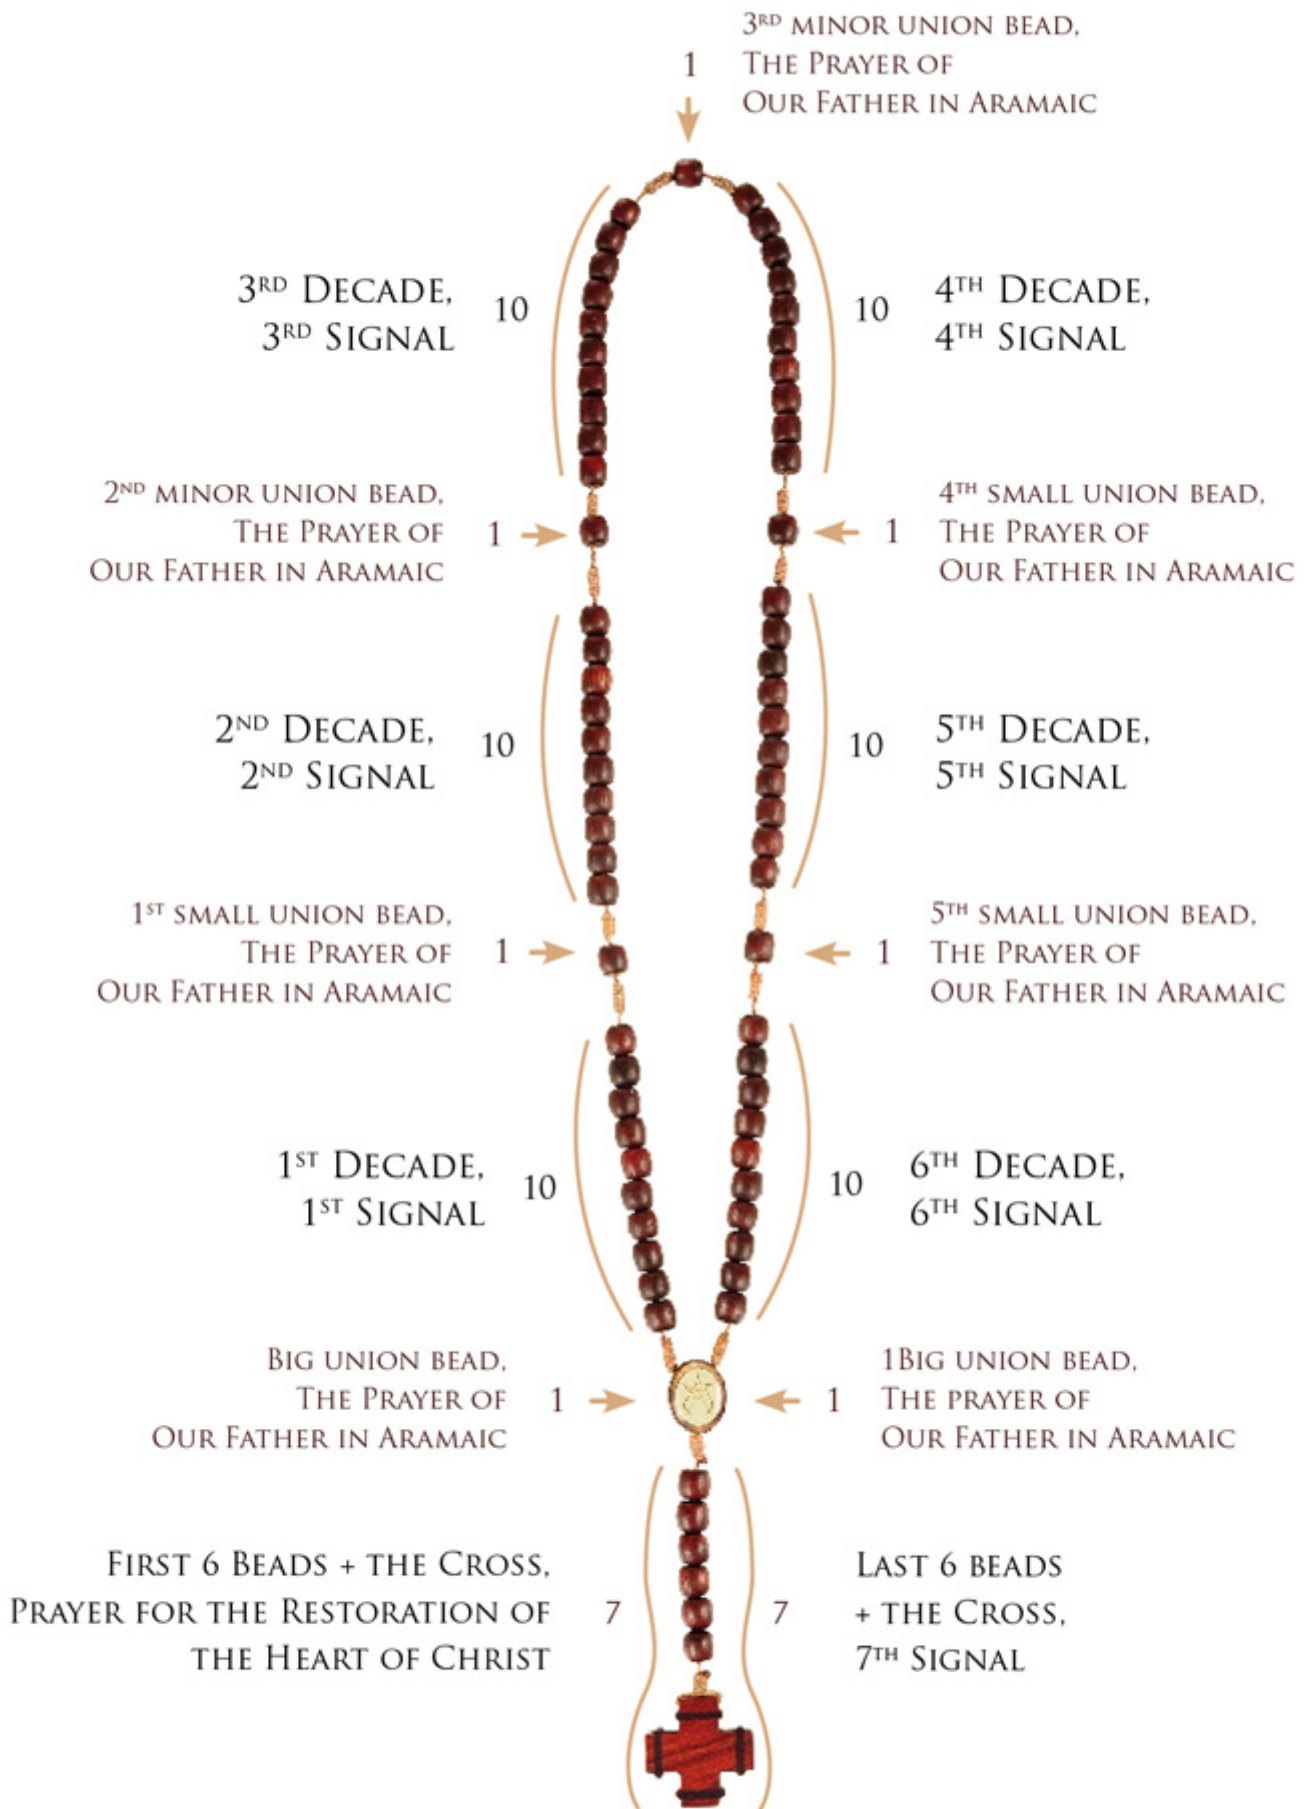 3RD MINOR UNION BEAD,
1 THE PRAYER OF
OUR FATHER IN ARAMAIC
3RD DECADE,
3RD SIGNAL
10
10
4TH DECADE,
4TH SIGNAL
2ND MINOR UNION BEAD,
THE PRAYER OF
OUR FATHER IN ARAMAIC
1
1
4TH SMALL UNION BEAD,
THE PRAYER OF
OUR FATHER IN ARAMAIC
2ND DECADE,
2ND SIGNAL
10
10
5TH DECADE,
5TH SIGNAL
1ST SMALL UNION BEAD,
THE PRAYER OF
OUR FATHER IN ARAMAIC
1
1
5TH SMALL UNION BEAD,
THE PRAYER OF
OUR FATHER IN ARAMAIC
1ST DECADE,
1ST SIGNAL
10
10
6TH DECADE,
6TH SIGNAL
BIG UNION BEAD,
THE PRAYER OF
OUR FATHER IN ARAMAIC
1
1
1BIG UNION BEAD,
THE PRAYER OF
OUR FATHER IN ARAMAIC
FIRST 6 BEADS + THE CROSS,
PRAYER FOR THE RESTORATION OF
THE HEART OF CHRIST
7
7
LAST 6 BEADS
+ THE CROSS,
7TH SIGNAL